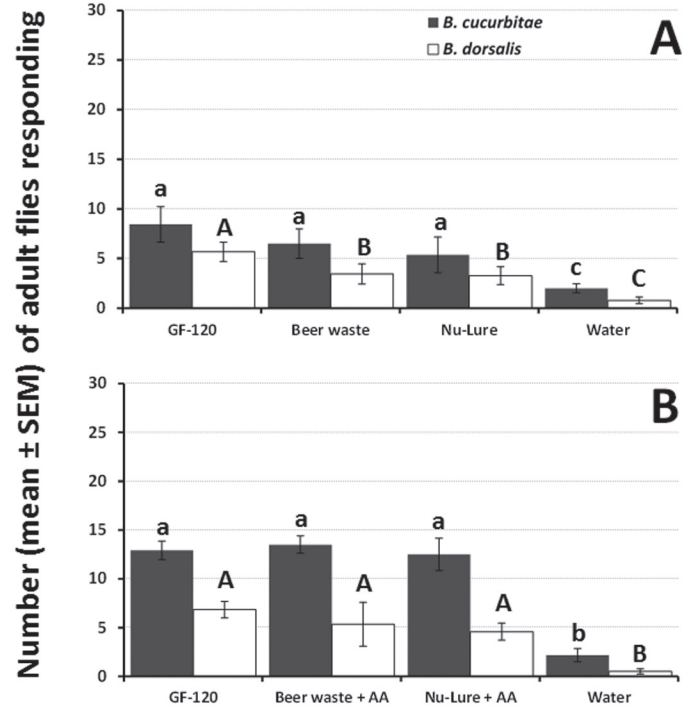 Number (mean ± SEM) of adult flies responding
30
25
20
15
10
5
0
B. cucurbitae
B. dorsalis
A
a
A
a
B
a
B
c
C
GF-120
Beer waste
Nu-Lure
Water
30
25
20
15
10
5
0
B
a
A
a
A
a
A
b
B
GF-120
Beer waste + AA
Nu-Lure + AA
Water